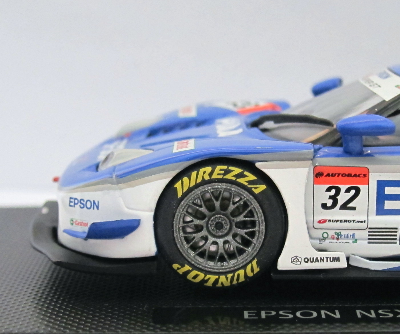 DIREZZA
DUNLOP
EPSON
AUTOBACS
32
SUPERGT.net
QUANTUM
E
EPSON NSX